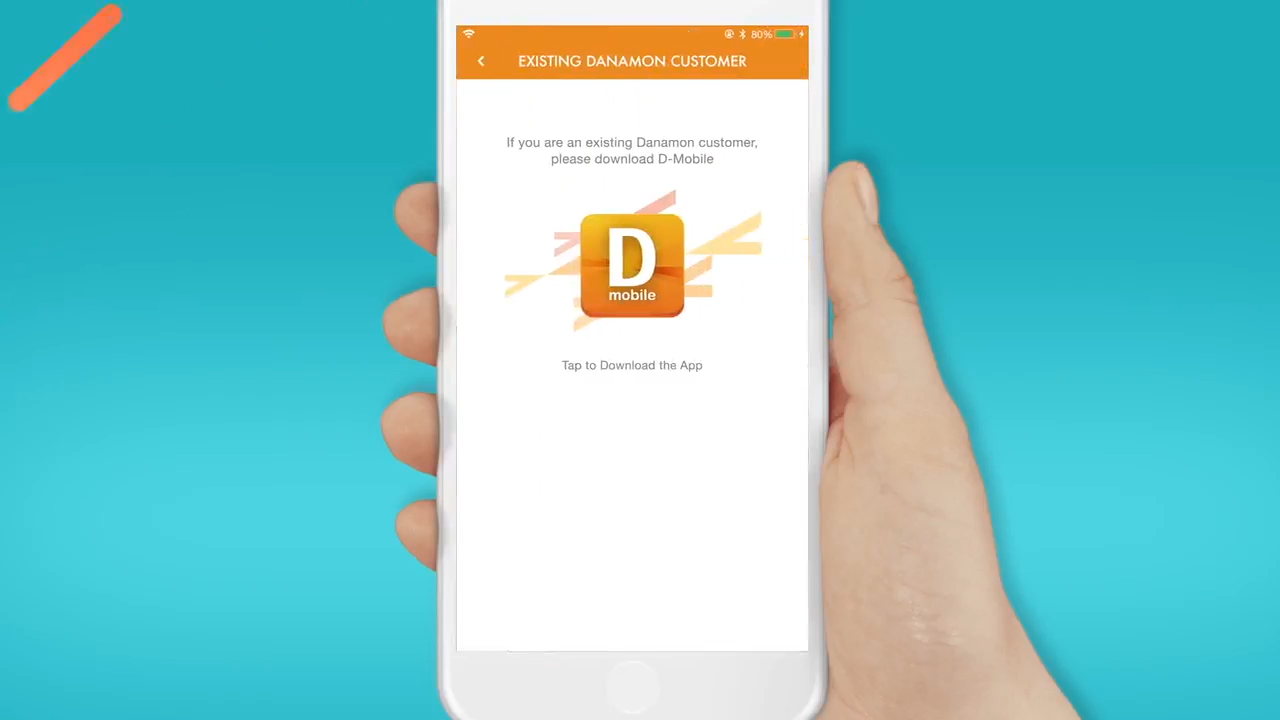 80%
EXISTING DANAMON CUSTOMER
If you are an existing Danamon customer,
please download D-Mobile
D
mobile
Tap to Download the App